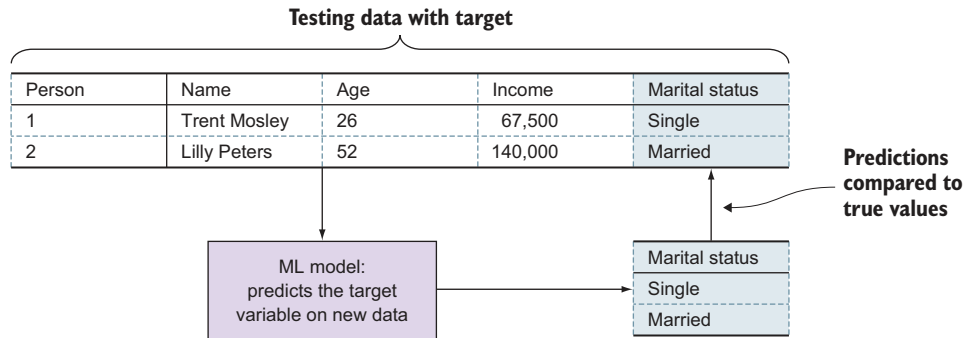 Testing data with target
Person Name Age Income Marital status
1 Trent Mosley 26 67,500 Single
2 Lilly Peters 52 140,000 Married
Predictions
compared to
true values
ML model:
predicts the target
variable on new data
Marital status
Single
Married